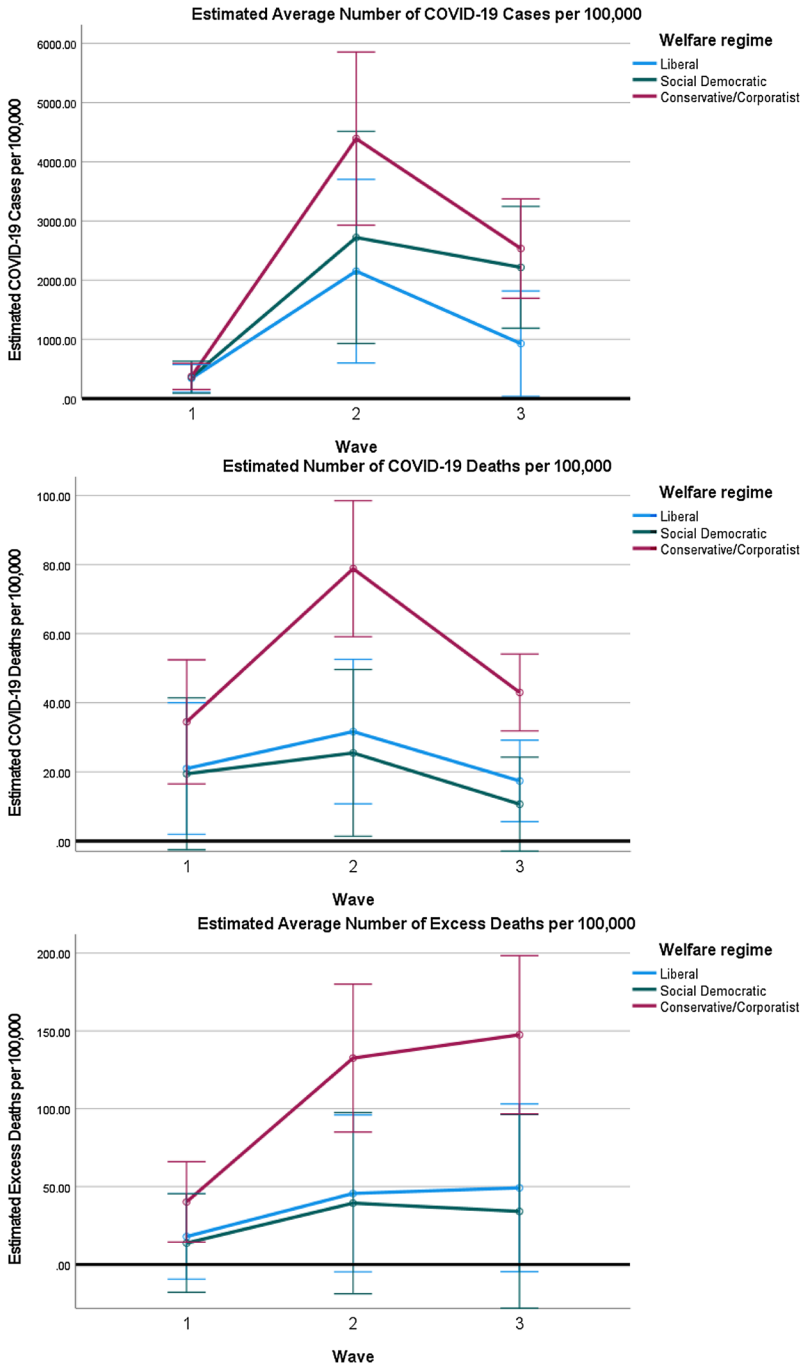 Estimated Average Number of COVID-19 Cases per 100,000
Welfare regime
Liberal
Social Democratic
Conservative/Corporatist
Estimated COVID-19 Cases per 100,000
6000.00
5000.00
4000.00
3000.00
2000.00
1000.00
.00
1 2 3
Wave
Estimated Number of COVID-19 Deaths per 100,000
Welfare regime
Liberal
Social Democratic
Conservative/Corporatist
Estimated COVID-19 Deaths per 100,000
100.00
80.00
60.00
40.00
20.00
.00
1 2 3
Wave
Estimated Average Number of Excess Deaths per 100,000
Welfare regime
Liberal
Social Democratic
Conservative/Corporatist
Estimated Excess Deaths per 100,000
200.00
150.00
100.00
50.00
.00
1 2 3
Wave